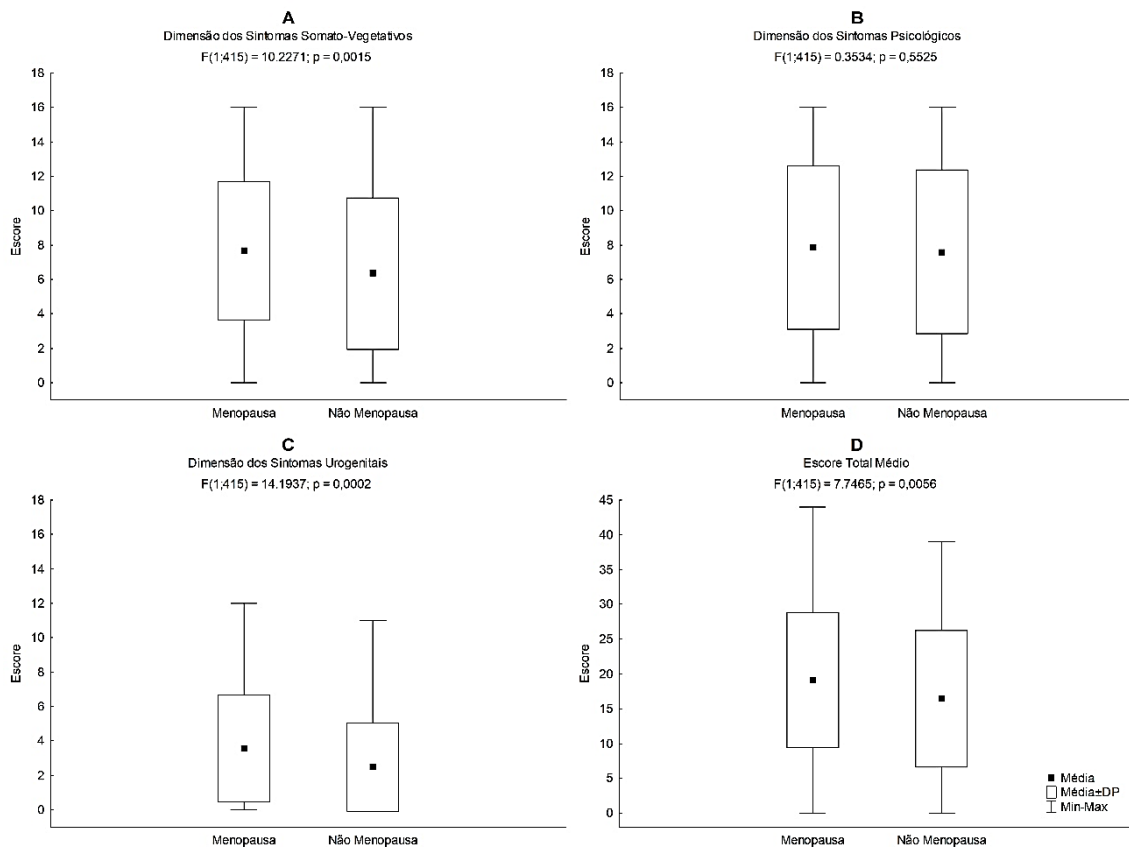 A
Dimensão dos Sintomas Somato-Vegetativos
F(1;415) = 10.2271; p = 0,0015
18
16
14
12
10
8
6
4
2
0
Escore
Menopausa
Não Menopausa
B
Dimensão dos Sintomas Psicológicos
F(1;415) = 0.3534; p = 0,5525
18
16
14
12
10
8
6
4
2
0
Escore
Menopausa
Não Menopausa
C
Dimensão dos Sintomas Urogenitais
F(1;415) = 14.1937; p = 0,0002
18
16
14
12
10
8
6
4
2
0
Escore
Menopausa
Não Menopausa
D
Escore Total Médio
F(1;415) = 7.7465; p = 0,0056
45
40
35
30
25
20
15
10
5
0
Escore
Menopausa
Não Menopausa
Média
Média±DP
Min-Max